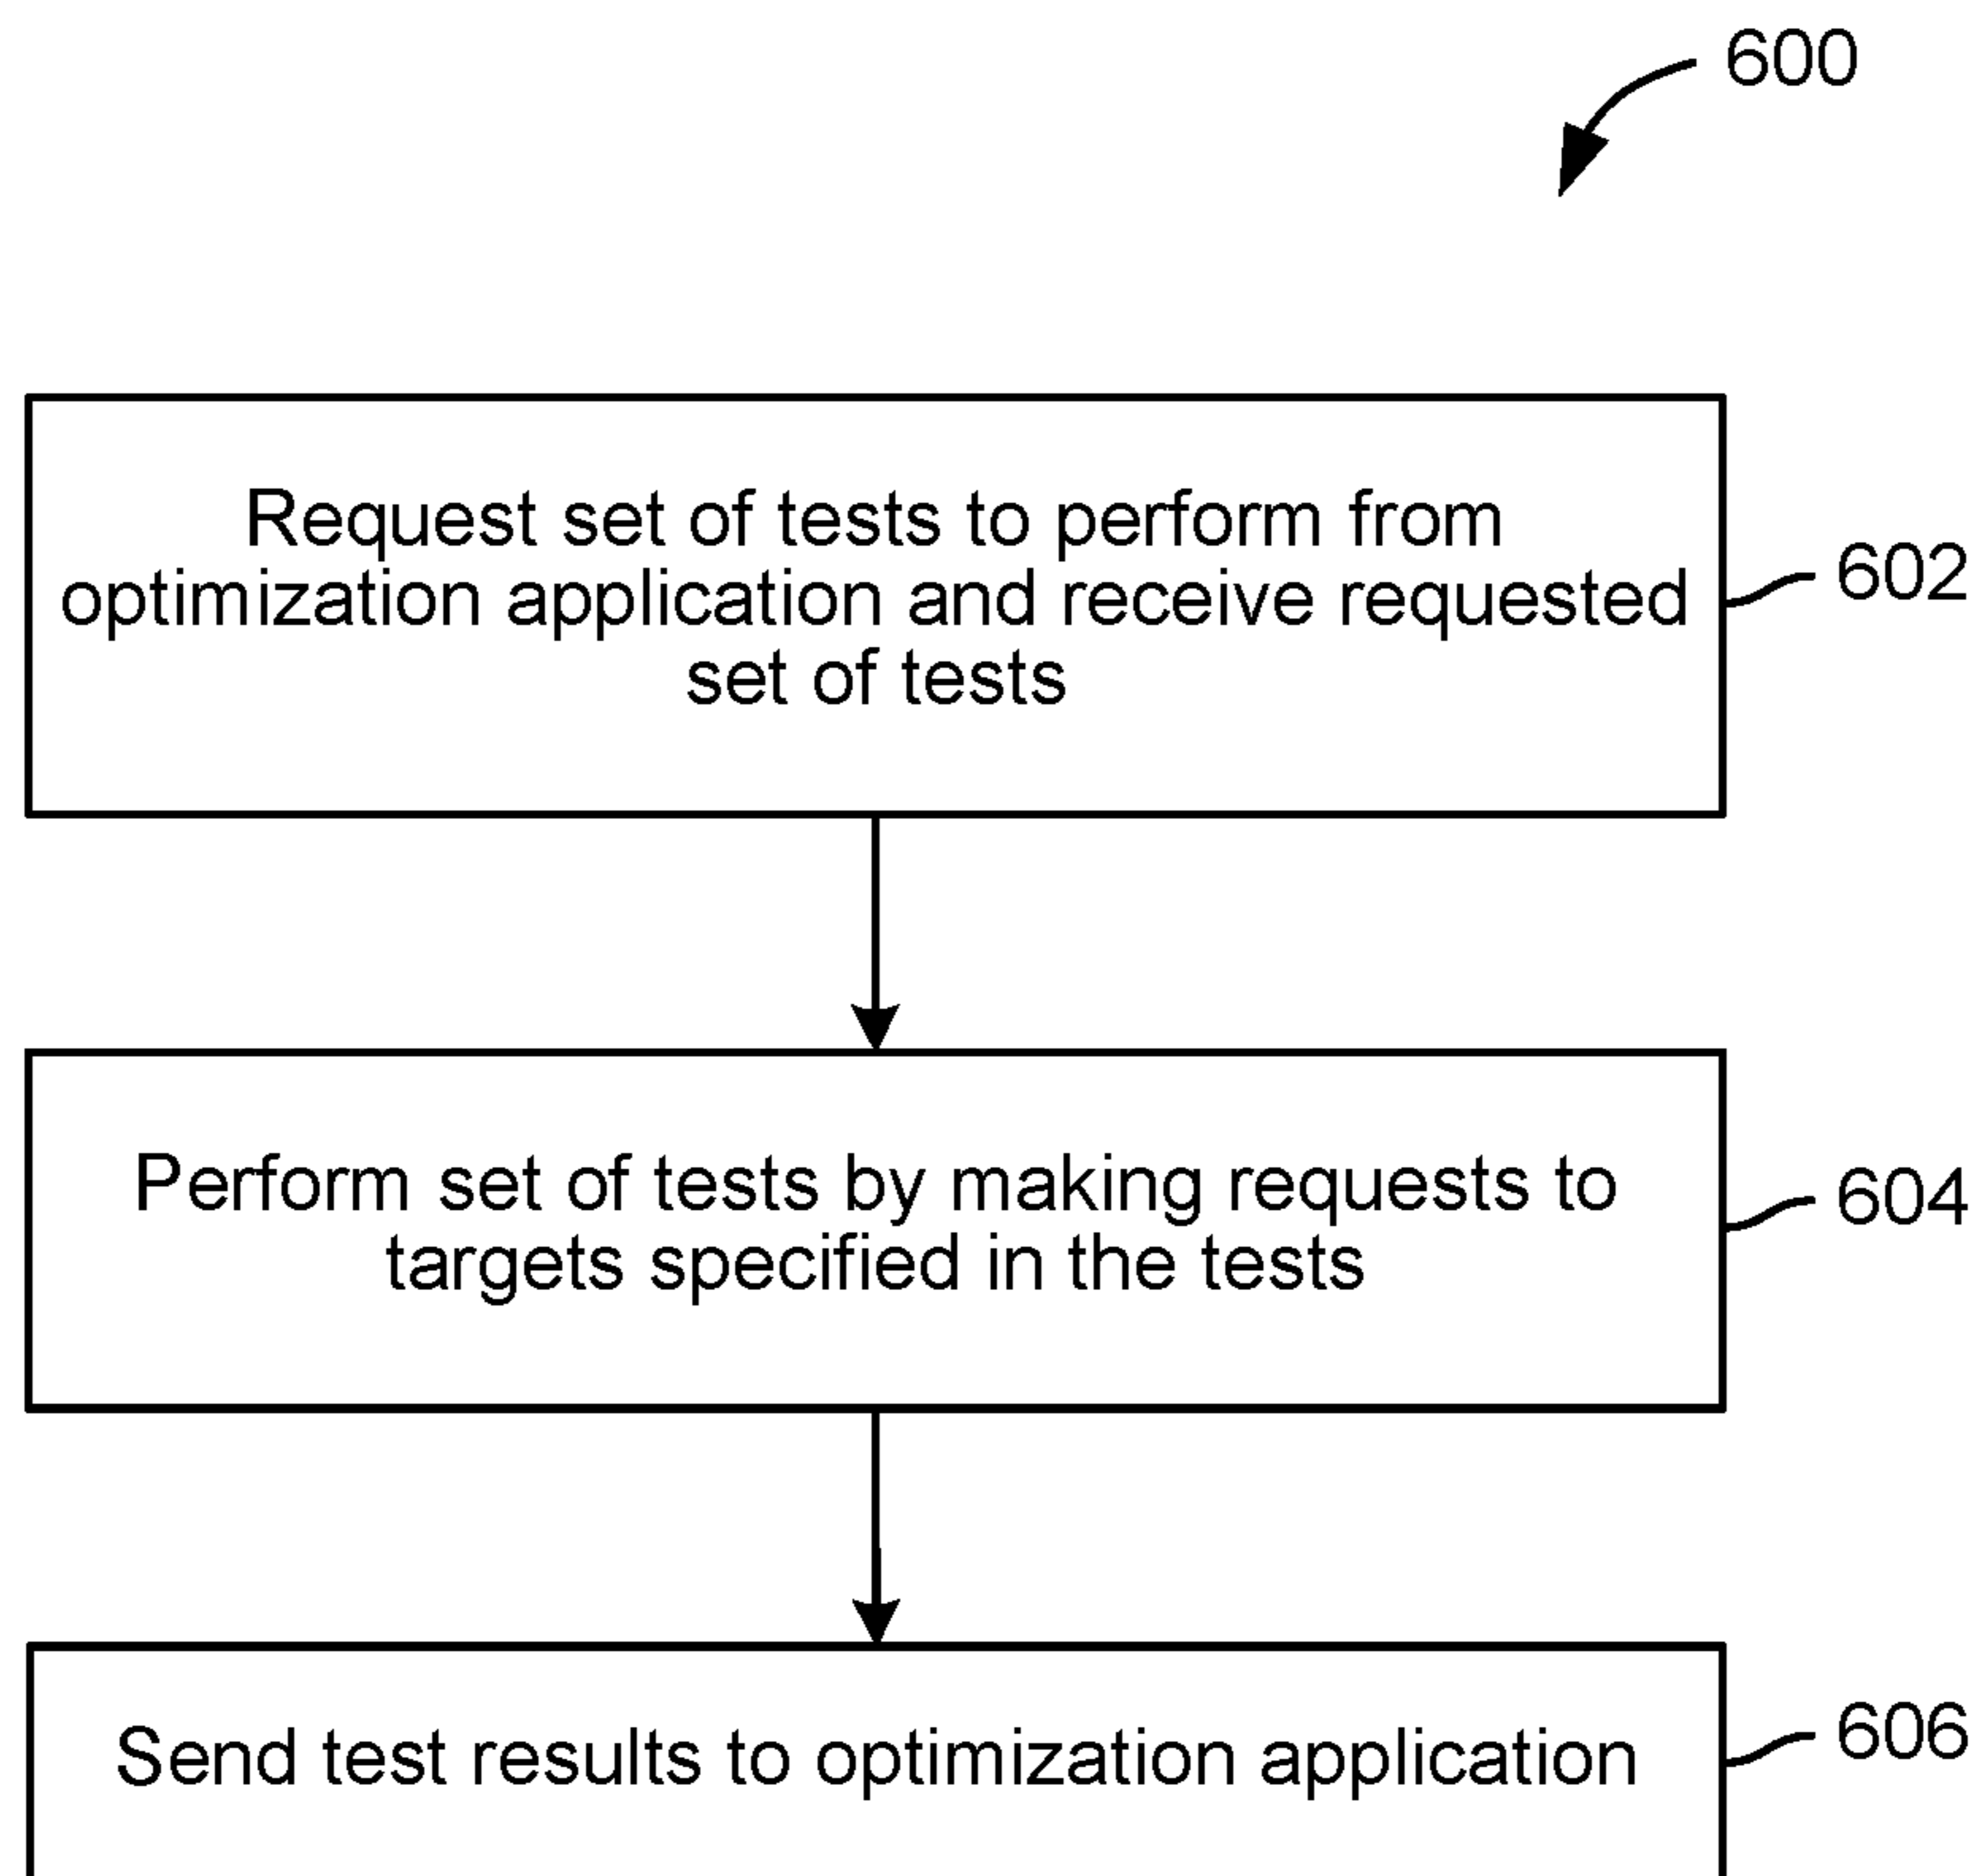 600
Request set of tests to perform from
optimization application and receive requested
set of tests
602
Perform set of tests by making requests to
targets specified in the tests
604
Send test results to optimization application
606